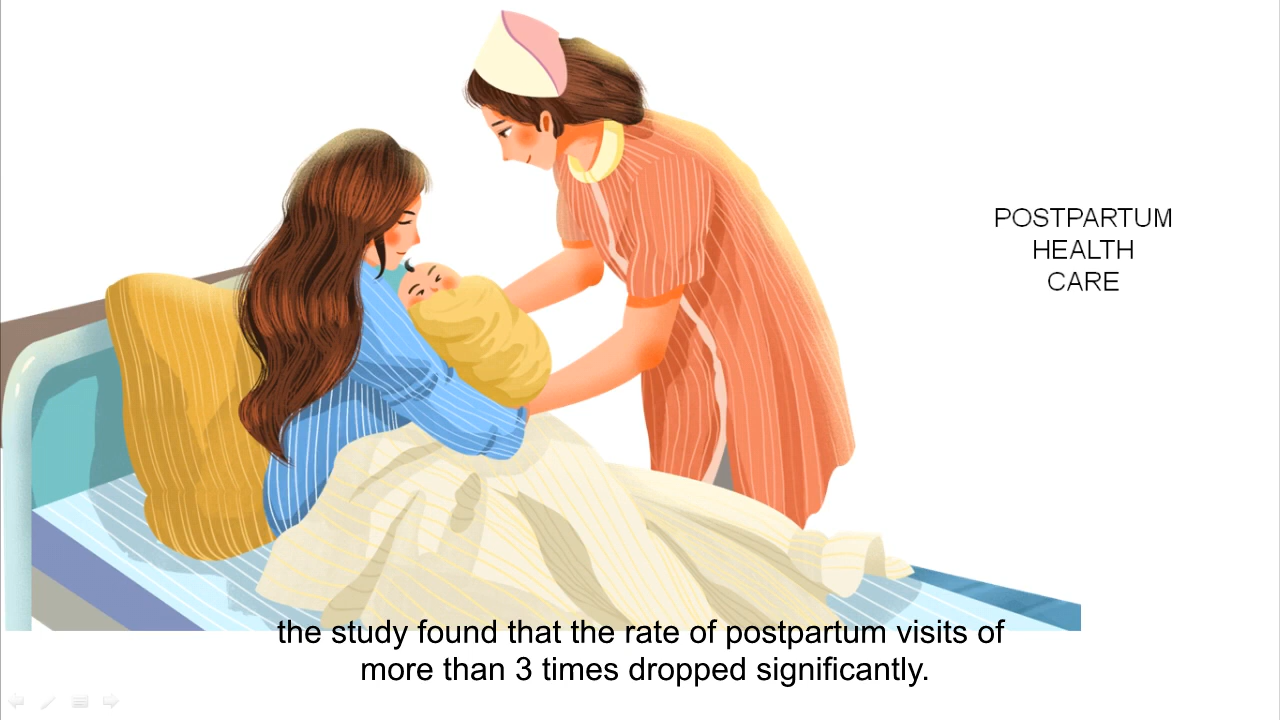 POSTPARTUM
HEALTH
CARE
the study found that the rate of postpartum visits of
more than 3 times dropped significantly.